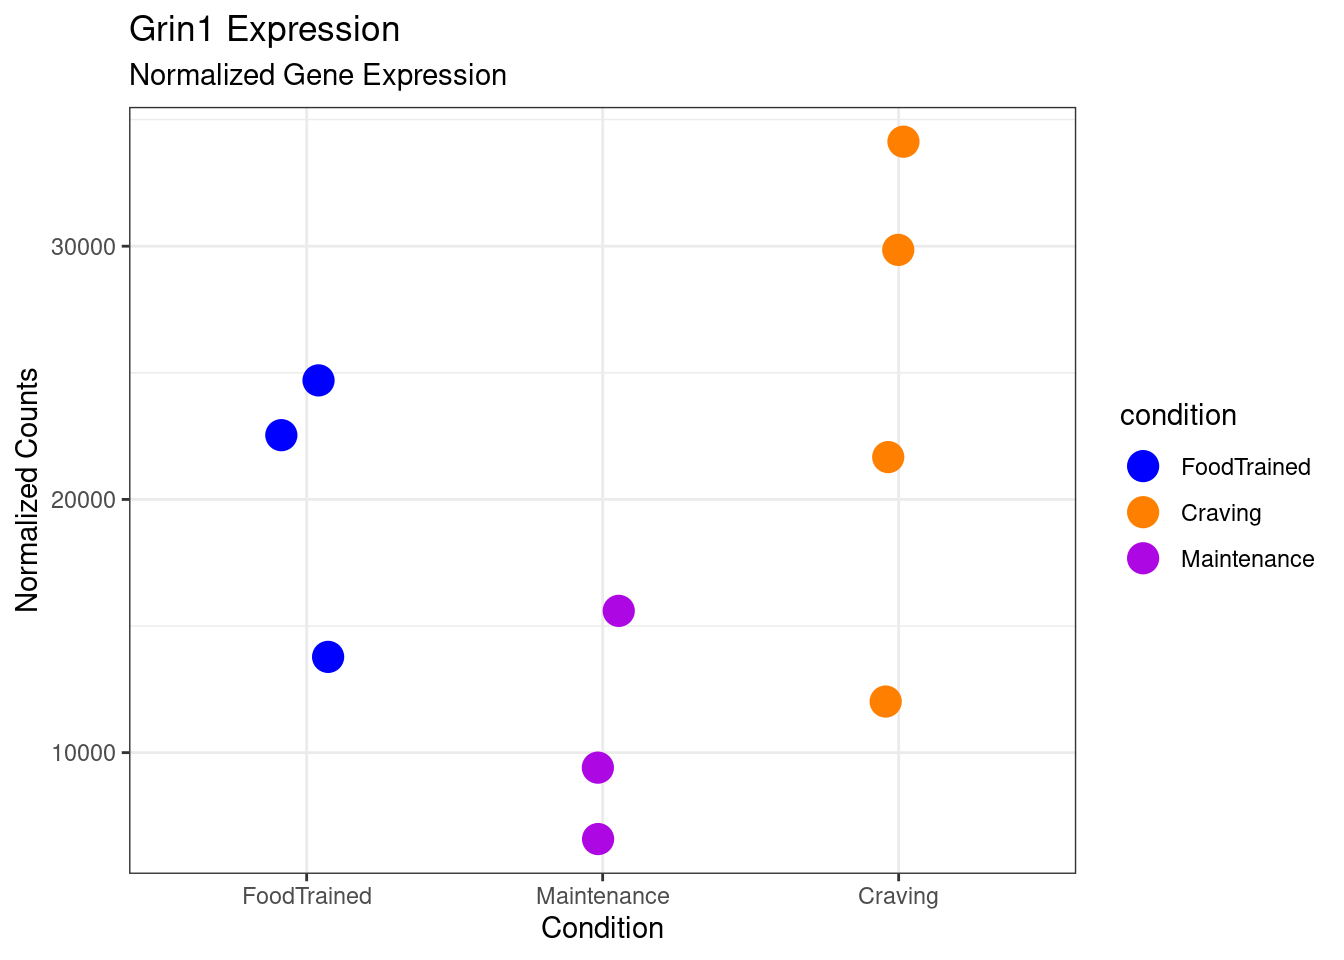 Grin1 Expression
Normalized Gene Expression
Normalized Counts
30000
20000
10000
FoodTrained
Maintenance
Craving
Condition
condition
FoodTrained
Craving
Maintenance